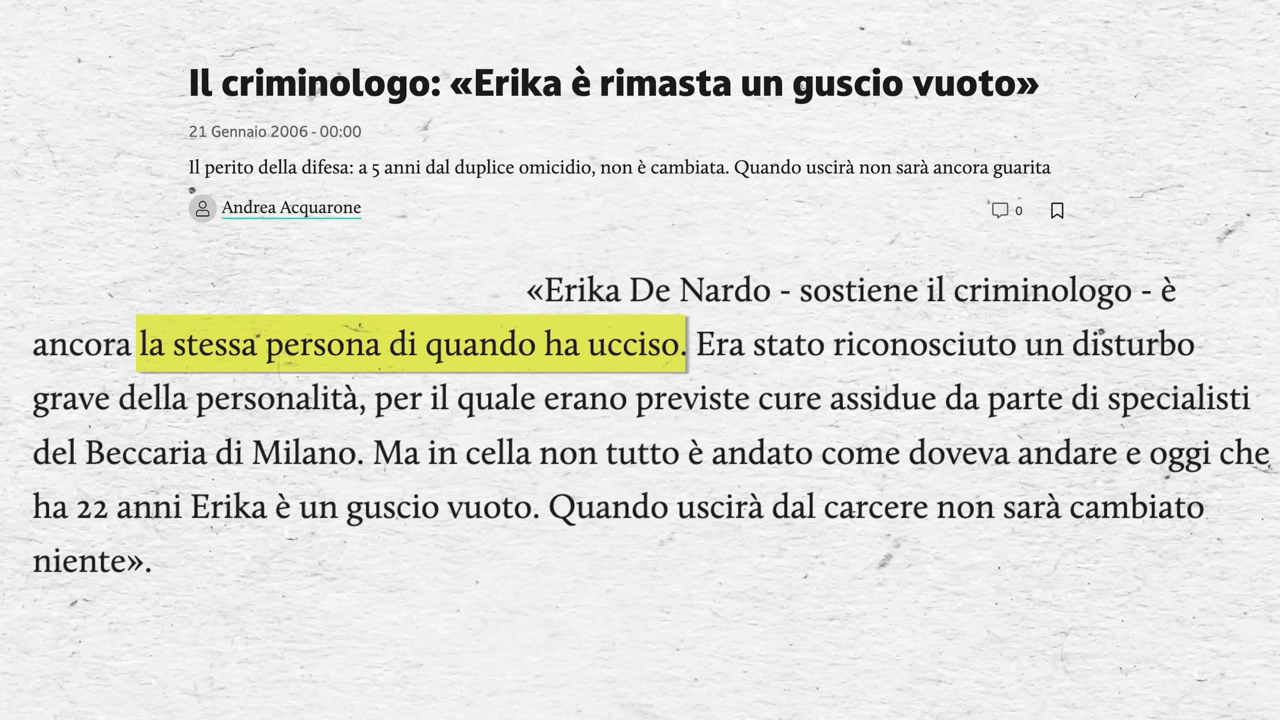 Il criminologo: «Erika è rimasta un guscio vuoto»
21 Gennaio 2006 - 00:00
Il perito della difesa: a 5 anni dal duplice omicidio, non è cambiata. Quando uscirà non sarà ancora guarita
Andrea Acquarone
0
«Erika De Nardo - sostiene il criminologo - è
ancora la stessa persona di quando ha ucciso. Era stato riconosciuto un disturbo
grave della personalità, per il quale erano previste cure assidue da parte di specialisti
del Beccaria di Milano. Ma in cella non tutto è andato come doveva andare e oggi che
ha 22 anni Erika è un guscio vuoto. Quando uscirà dal carcere non sarà cambiato
niente».